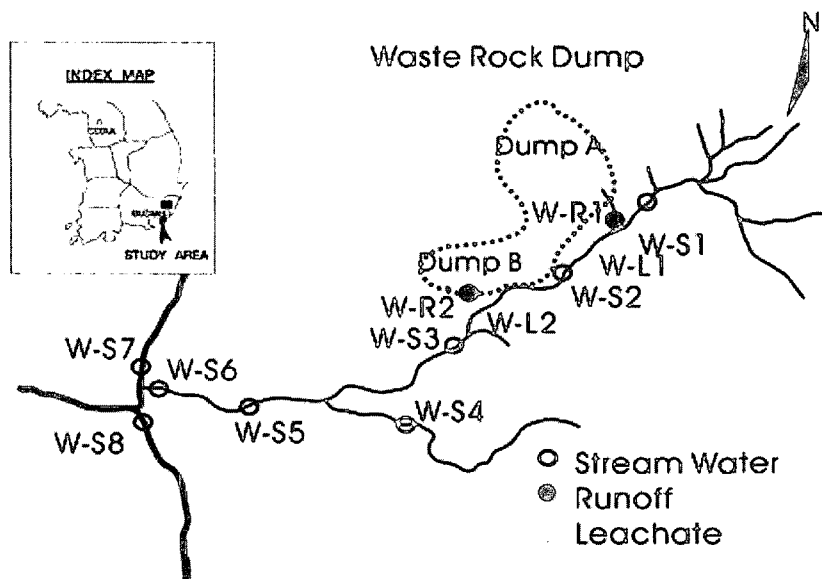 N
Waste Rock Dump
INDEX MAP
STUDY AREA
Dump A
W-R1
W-S1
W-L1
Dump B
W-S2
W-R2
W-L2
W-S3
W-S7
W-S6
W-S4
W-S5
W-S8
Stream Water
Runoff
Leachate